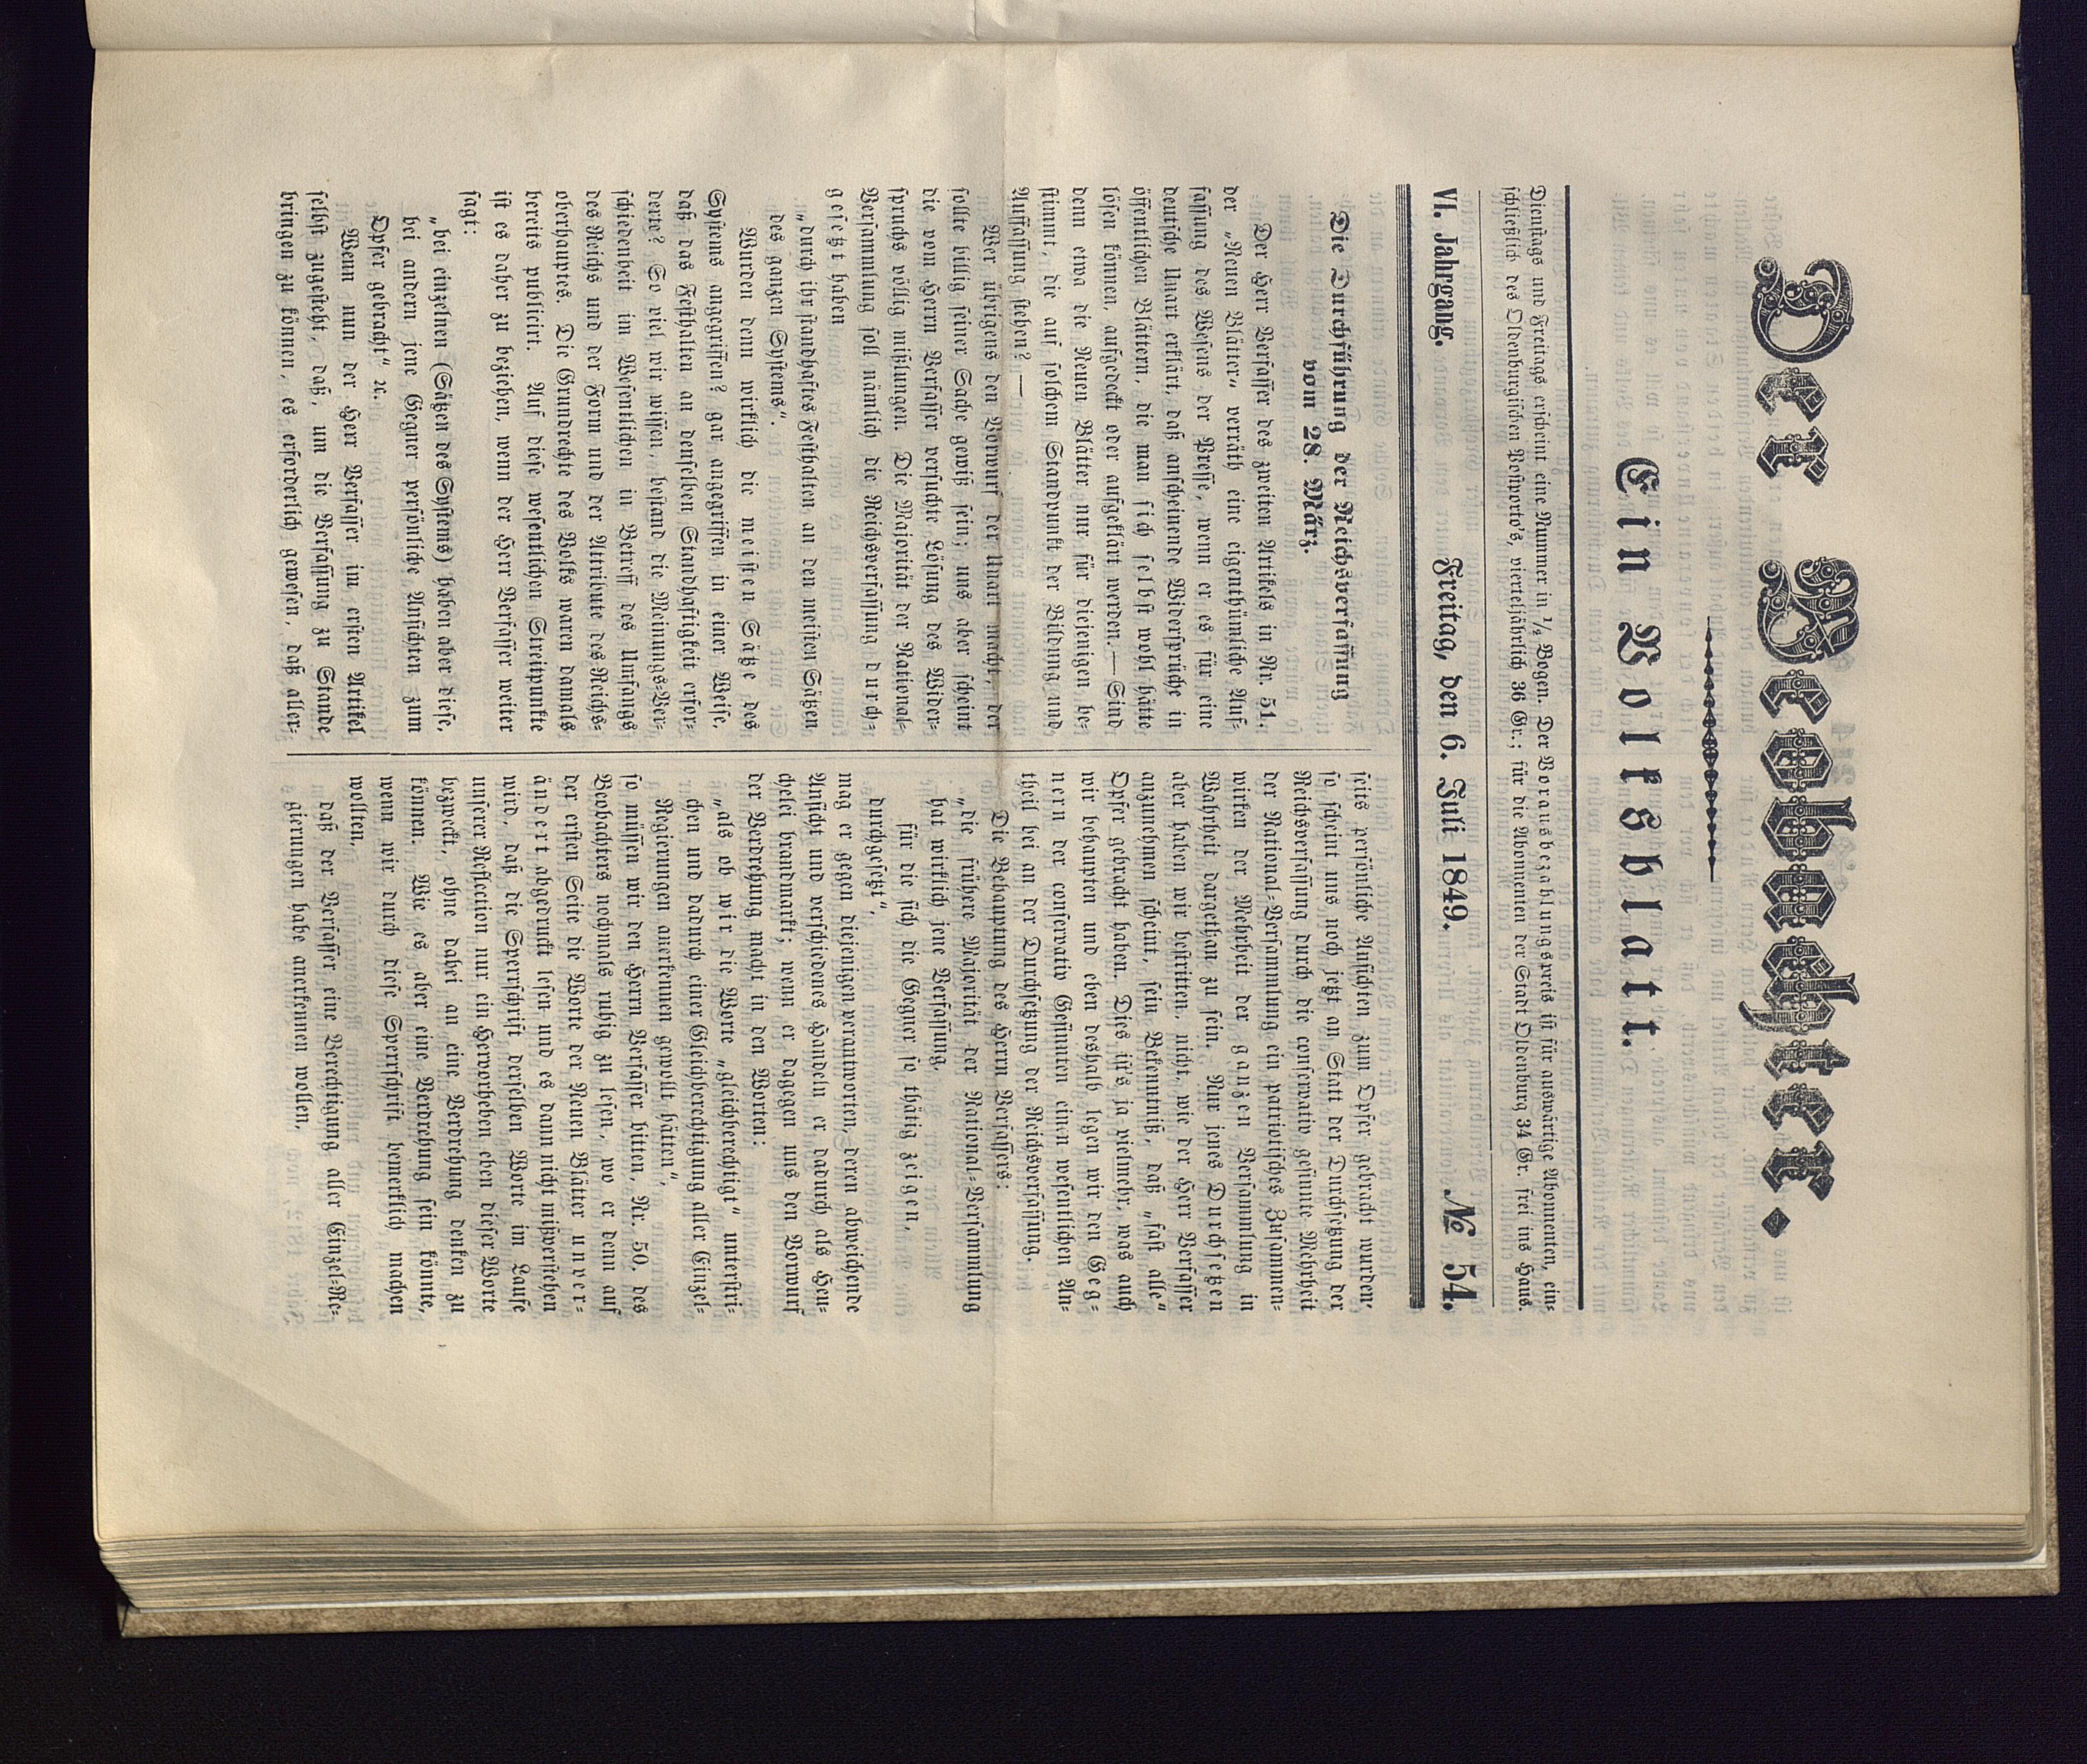 Der Beobachter.
Ein Volksblatt.
Dienstags und Freitags erscheint eine Nummer in ½ Bogen. Der Vorausbezahlungspreis ist für auswärtige Abonnenten, ein-
schließlich des Oldenburgischen Postporto's, vierteljährlich 36 Gr.; für die Abonnenten der Stadt Oldenburg 34 Gr. frei ins Haus.
VI. Jahrgang. Freitag, den 6. Juli 1849. № 54.
Die Durchführung der Reichsverfassung
vom 28. März.
Der Herr Verfasser des zweiten Artikels in Nr. 51.
der „Neuen Blätter“ verräth eine eigenthümliche Auf-
fassung des Wesens der Presse, wenn er es für eine
deutsche Unart erklärt, daß anscheinende Widersprüche in
öffentlichen Blättern, die man sich selbst wohl hätte
lösen können, aufgedeckt oder aufgeklärt werden. — Sind
denn etwa die Neuen Blätter nur für diejenigen be-
stimmt, die auf solchem Standpunkt der Bildung und
Auffassung stehen? —
Wer übrigens den Vorwurf der Unart macht, der
sollte billig seiner Sache gewiß sein; uns aber scheint
die vom Herrn Verfasser versuchte Lösung des Wider-
spruchs völlig mißlungen. Die Majorität der National-
Versammlung soll nämlich die Reichsverfassung durch-
gesetzt haben
„durch ihr standhaftes Festhalten an den meisten Sätzen
des ganzen Systems“.
Wurden denn wirklich die meisten Sätze des
Systems angegriffen? gar angegriffen in einer Weise,
daß das Festhalten an denselben Standhaftigkeit erfor-
derte? So viel wir wissen, bestand die Meinungs-Ver-
schiedenheit im Wesentlichen in Betreff des Umfangs
des Reichs und der Form und der Attribute des Reichs-
oberhauptes. Die Grundrechte des Volks waren damals
bereits publicirt. Auf diese wesentlichen Streitpunkte
ist es daher zu beziehen, wenn der Herr Verfasser weiter
sagt:
„bei einzelnen (Sätzen des Systems) haben aber diese,
bei andern jene Gegner persönliche Ansichten zum
Opfer gebracht“ ꝛc.
Wenn nun der Herr Verfasser im ersten Artikel
selbst zugesteht, daß, um die Verfassung zu Stande
bringen zu können, es erforderlich gewesen, daß aller-
seits persönliche Ansichten zum Opfer gebracht wurden,
so scheint uns noch jetzt an Statt der Durchsetzung der
Reichsverfassung durch die conservativ gesinnte Mehrheit
der National-Versammlung ein patriotisches Zusammen-
wirken der Mehrheit der ganzen Versammlung in
Wahrheit dargethan zu sein. Nur jenes Durchsetzen
aber haben wir bestritten, nicht, wie der Herr Verfasser
anzunehmen scheint, sein Bekenntniß, daß „fast alle“
Opfer gebracht haben. Dies ist's ja vielmehr, was auch
wir behaupten und eben deshalb legen wir den Geg-
nern der conservativ Gesinnten einen wesentlichen An-
theil bei an der Durchsetzung der Reichsverfassung.
Die Behauptung des Herrn Verfassers:
„die frühere Majorität der National-Versammlung
hat wirklich jene Verfassung,
für die sich die Gegner so thätig zeigen,
durchgesetzt“,
mag er gegen diejenigen verantworten, deren abweichende
Ansicht und verschiedenes Handeln er dadurch als Heu-
chelei brandmarkt; wenn er dagegen uns den Vorwurf
der Verdrehung macht in den Worten:
„als ob wir die Worte „gleichberechtigt“ unterstri-
chen und dadurch einer Gleichberechtigung aller Einzel-
Regierungen anerkennen gewollt hätten“,
so müssen wir den Herrn Verfasser bitten, Nr. 50. des
Beobachters nochmals ruhig zu lesen, wo er denn auf
der ersten Seite die Worte der Neuen Blätter unver-
ändert abgedruckt lesen und es dann nicht mißverstehen
wird, daß die Sperrschrift derselben Worte im Laufe
unserer Reflection nur ein Hervorheben eben dieser Worte
bezweckt, ohne dabei an eine Verdrehung denken zu
können. Wie es aber eine Verdrehung sein könnte,
wenn wir durch diese Sperrschrift bemerklich machen
wollten,
daß der Verfasser eine Berechtigung aller Einzel-Re-
gierungen habe anerkennen wollen,